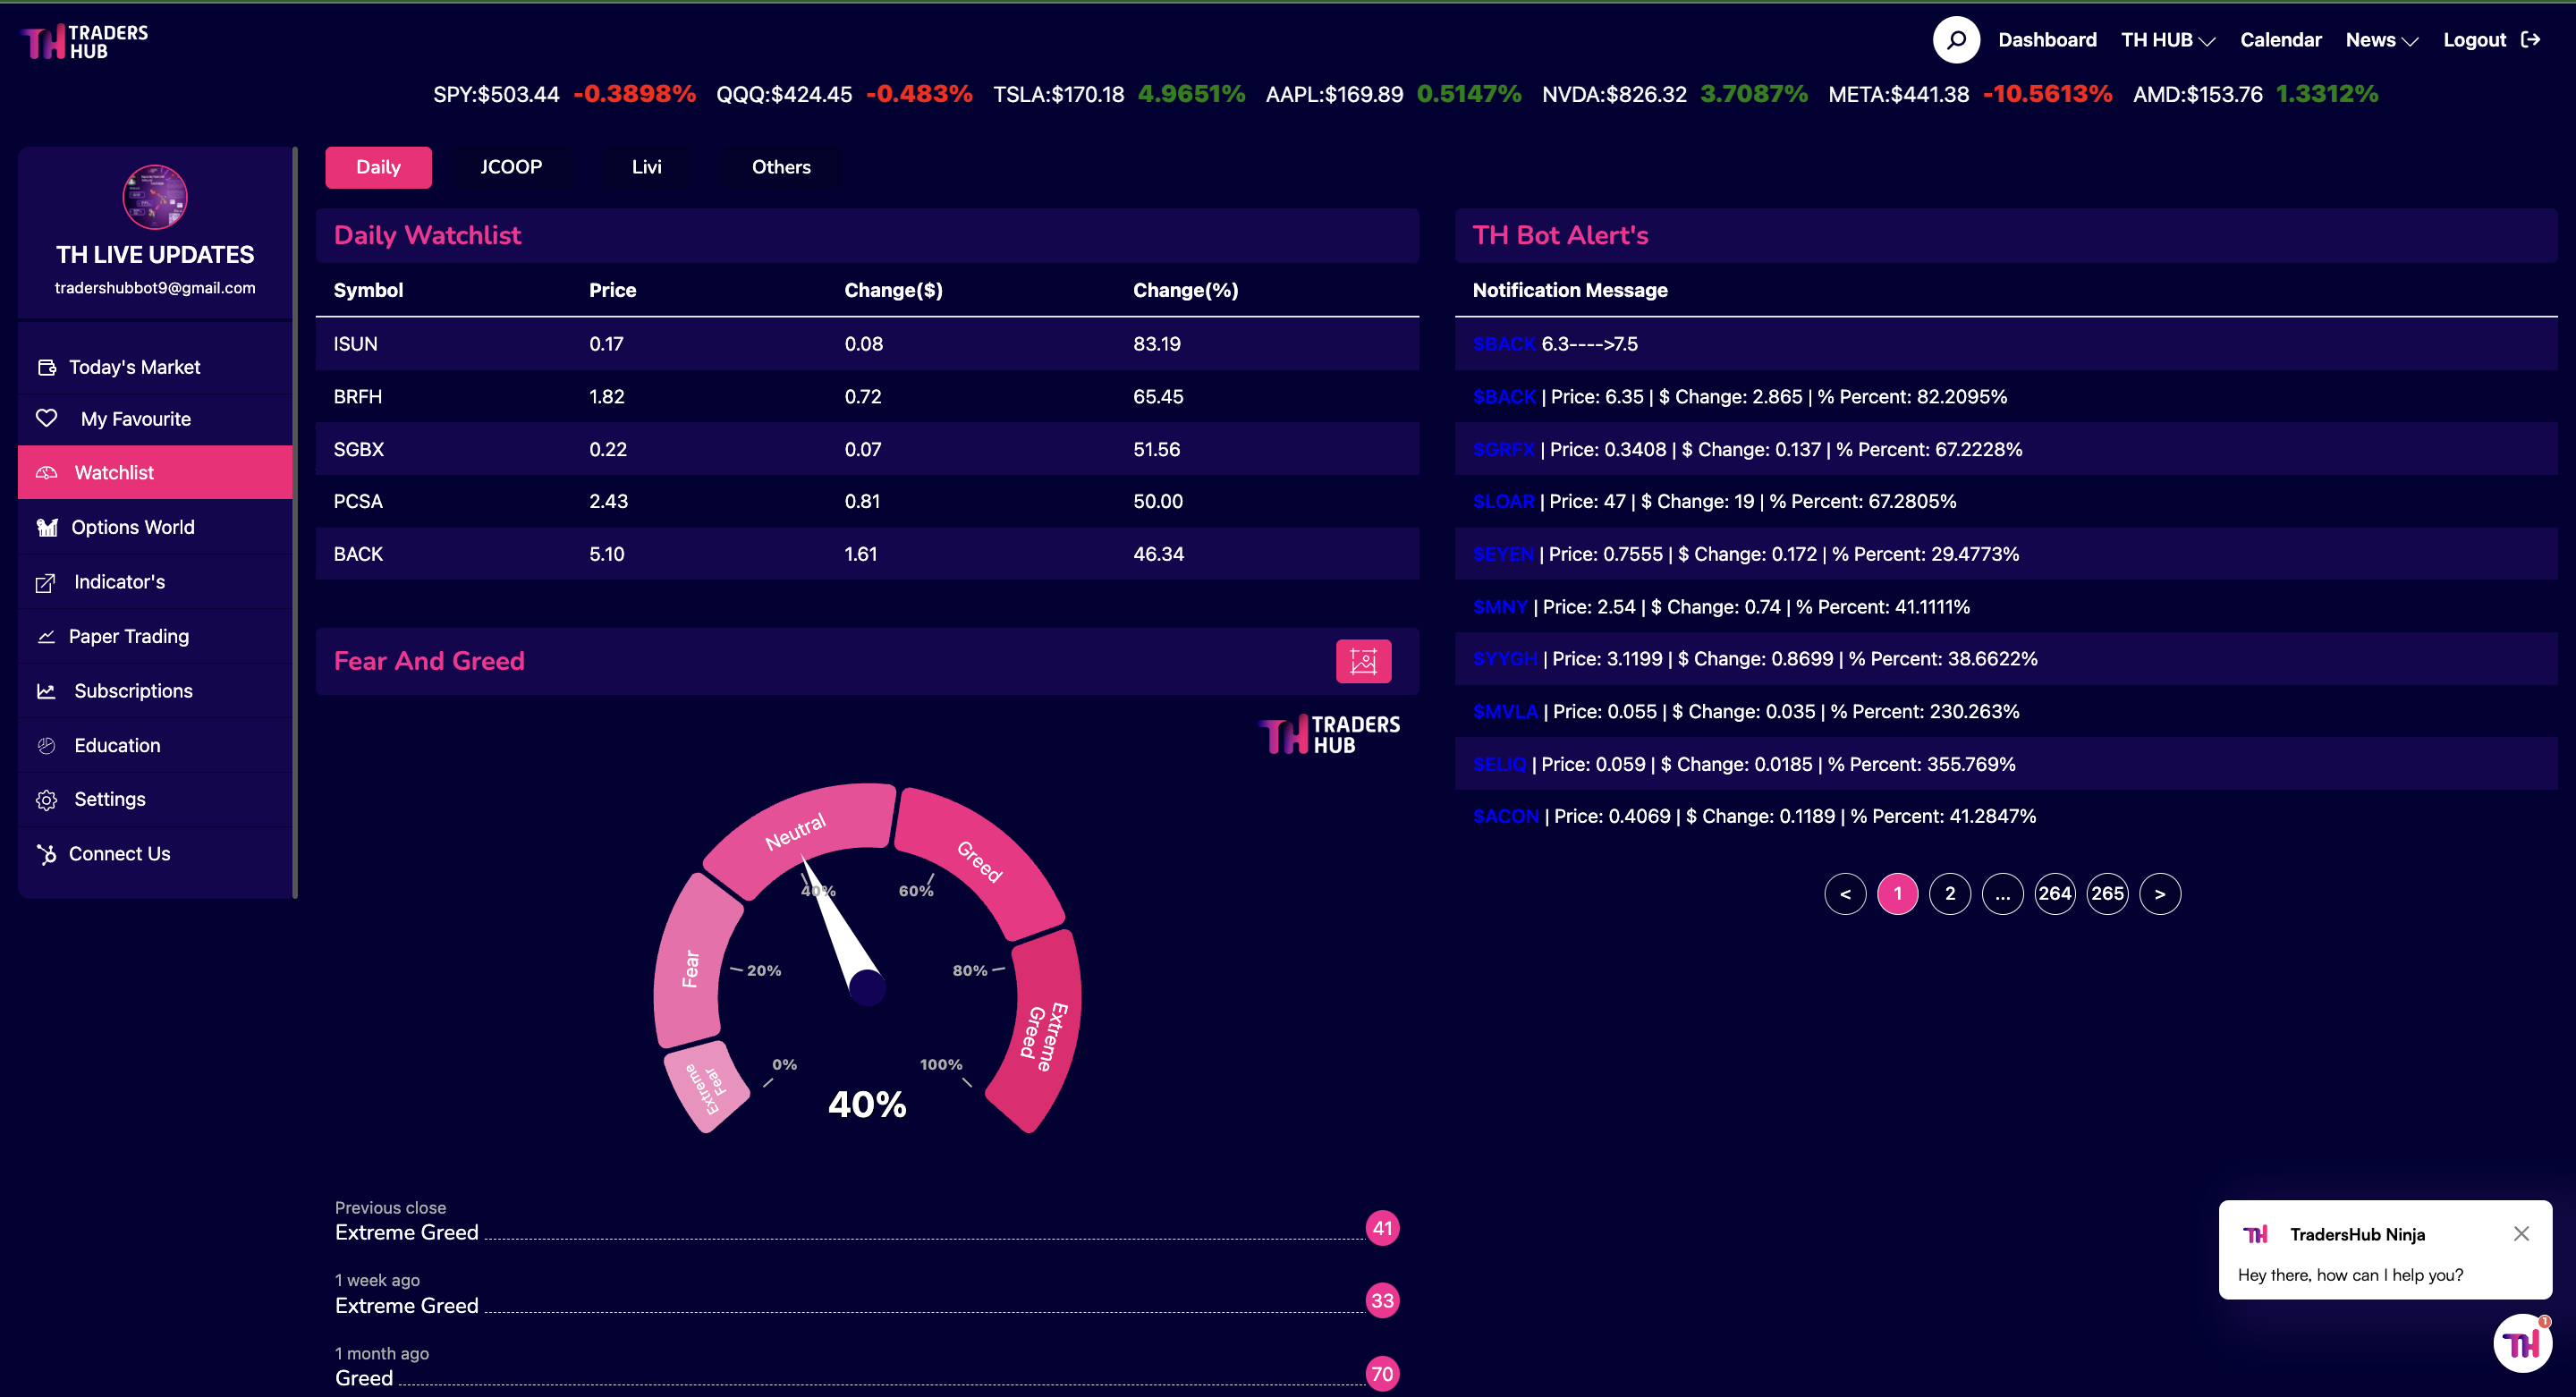 TH TRADERS HUB
Dashboard TH HUB Calendar News Logout
SPY:$503.44 -0.3898% QQQ:$424.45 -0.483% TSLA:$170.18 4.9651% AAPL:$169.89 0.5147% NVDA:$826.32 3.7087% META:$441.38 -10.5613% AMD:$153.76 1.3312%
TH LIVE UPDATES
tradershubbot9@gmail.com
Today's Market
My Favourite
Watchlist
Options World
Indicator's
Paper Trading
Subscriptions
Education
Settings
Connect Us
Daily JCOOP Livi Others
Daily Watchlist
Symbol Price Change($) Change(%)
ISUN 0.17 0.08 83.19
BRFH 1.82 0.72 65.45
SGBX 0.22 0.07 51.56
PCSA 2.43 0.81 50.00
BACK 5.10 1.61 46.34
Fear And Greed
TH TRADERS HUB
Extreme Fear
Fear
Neutral
Greed
Extreme Greed
0%
20%
40%
60%
80%
100%
40%
Previous close
Extreme Greed 41
1 week ago
Extreme Greed 33
1 month ago
Greed 70
TH Bot Alert's
Notification Message
$BACK 6.3---->7.5
$BACK | Price: 6.35 | $ Change: 2.865 | % Percent: 82.2095%
$GRFX | Price: 0.3408 | $ Change: 0.137 | % Percent: 67.2228%
$LOAR | Price: 47 | $ Change: 19 | % Percent: 67.2805%
$EYEN | Price: 0.7555 | $ Change: 0.172 | % Percent: 29.4773%
$MNY | Price: 2.54 | $ Change: 0.74 | % Percent: 41.1111%
$YYGH | Price: 3.1199 | $ Change: 0.8699 | % Percent: 38.6622%
$MVLA | Price: 0.055 | $ Change: 0.035 | % Percent: 230.263%
$ELIQ | Price: 0.059 | $ Change: 0.0185 | % Percent: 355.769%
$ACON | Price: 0.4069 | $ Change: 0.1189 | % Percent: 41.2847%
< 1 2 ... 264 265 >
TH TradersHub Ninja
Hey there, how can I help you?
TH 1